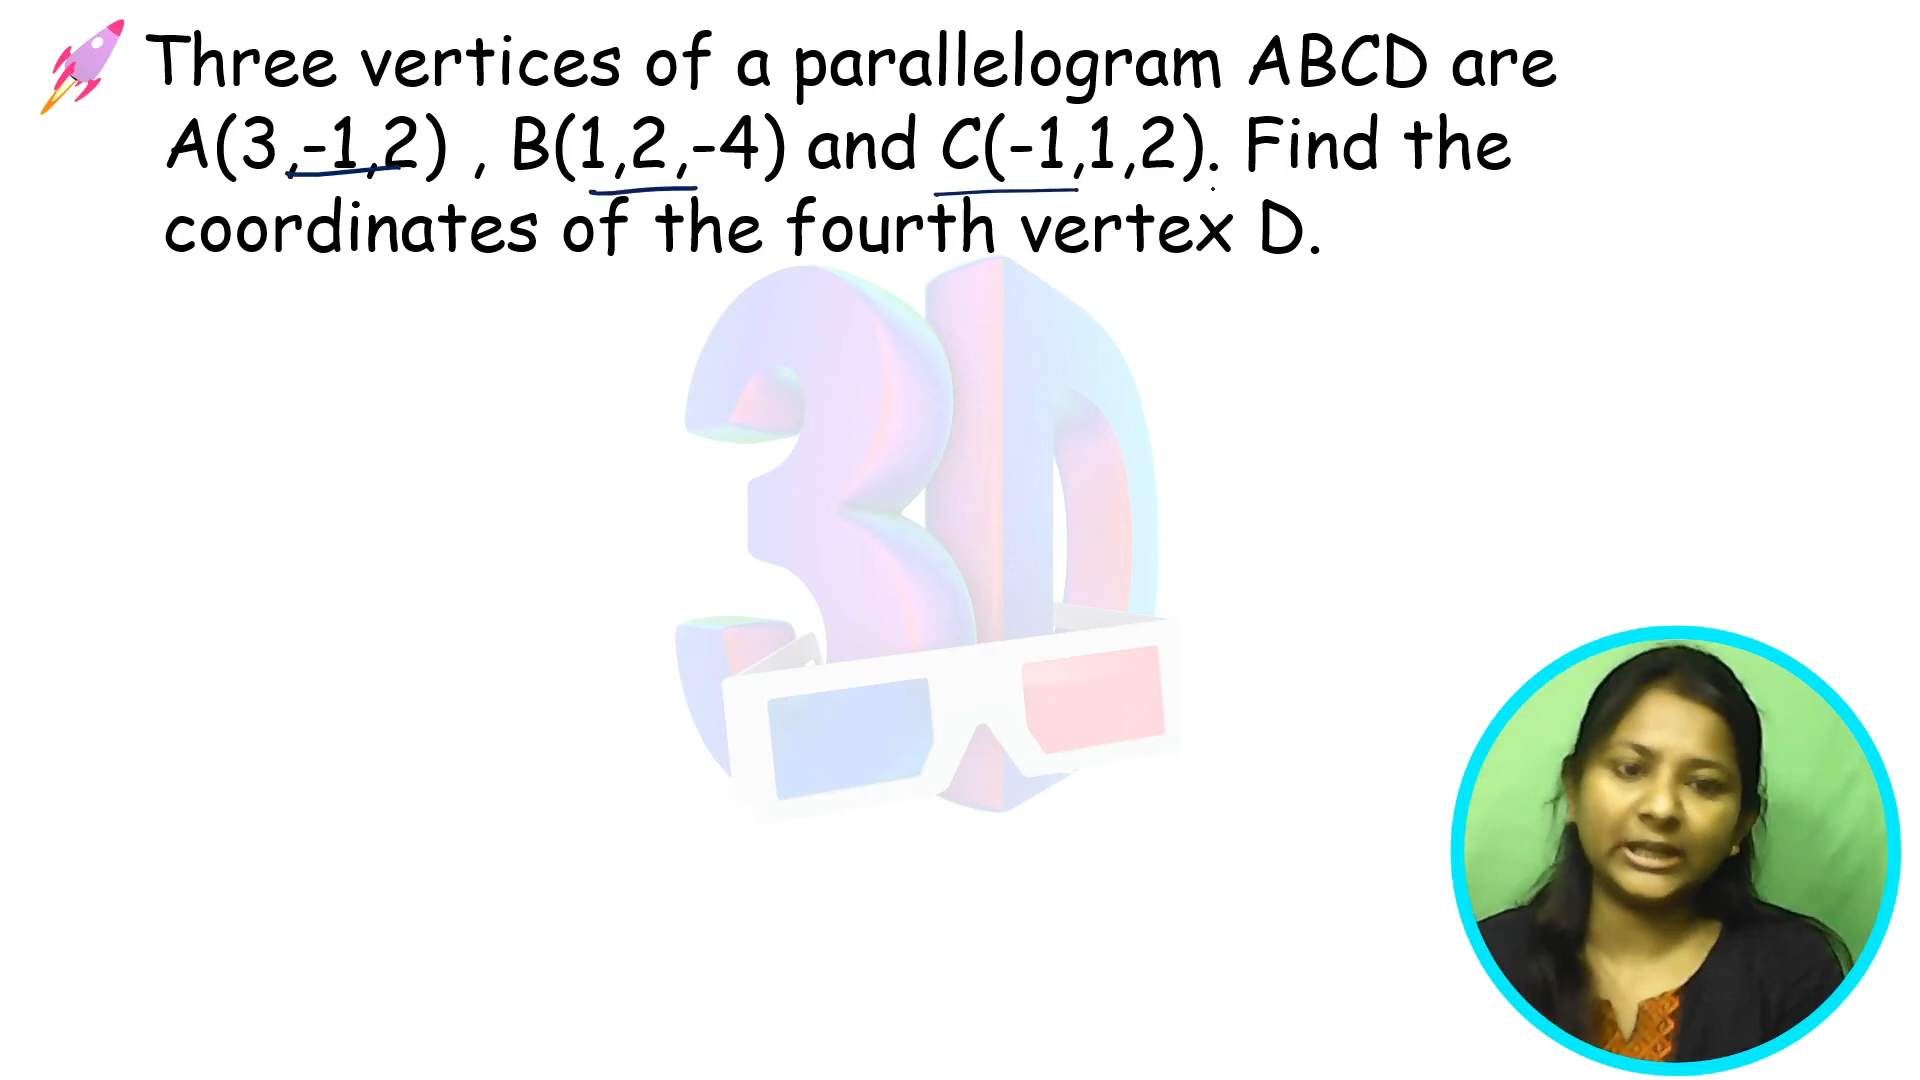 Three vertices of a parallelogram ABCD are
A(3,-1,2) , B(1,2,-4) and C(-1,1,2). Find the
coordinates of the fourth vertex D.
3D